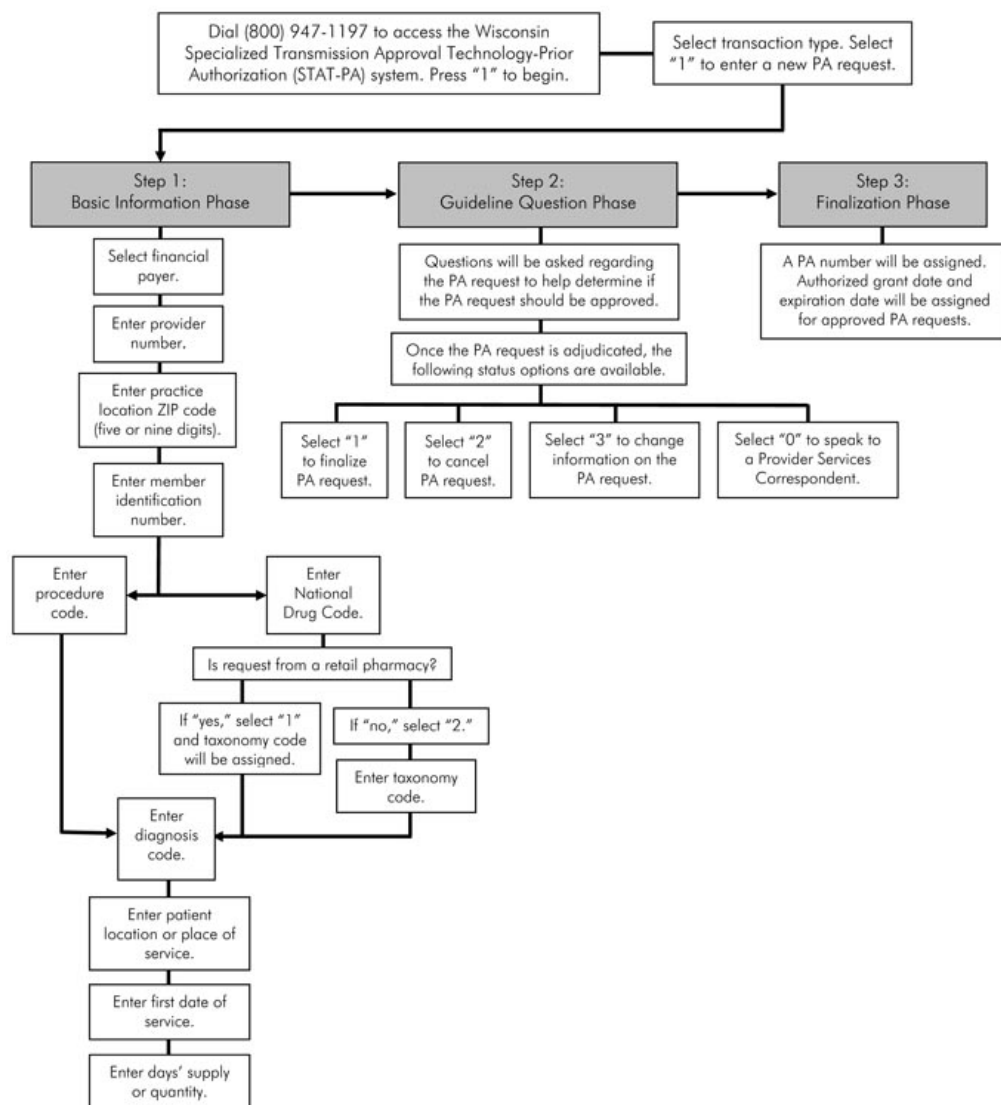 Dial (800) 947-1197 to access the Wisconsin
Specialized Transmission Approval Technology-Prior
Authorization (STAT-PA) system. Press “1” to begin.
Select transaction type. Select
“1” to enter a new PA request.
Step 1:
Basic Information Phase
Step 2:
Guideline Question Phase
Step 3:
Finalization Phase
Select financial
payer.
Enter provider
number.
Enter practice
location ZIP code
(five or nine digits).
Enter member
identification
number.
Questions will be asked regarding
the PA request to help determine if
the PA request should be approved.
Once the PA request is adjudicated, the
following status options are available.
Select “1”
to finalize
PA request.
Select “2”
to cancel
PA request.
Select “3” to change
information on the
PA request.
Select “0” to speak to
a Provider Services
Correspondent.
A PA number will be assigned.
Authorized grant date and
expiration date will be assigned
for approved PA requests.
Enter
procedure
code.
Enter
National
Drug Code.
Is request from a retail pharmacy?
If “yes,” select “1”
and taxonomy code
will be assigned.
If “no,” select “2.”
Enter taxonomy
code.
Enter
diagnosis
code.
Enter patient
location or place of
service.
Enter first date of
service.
Enter days’ supply
or quantity.